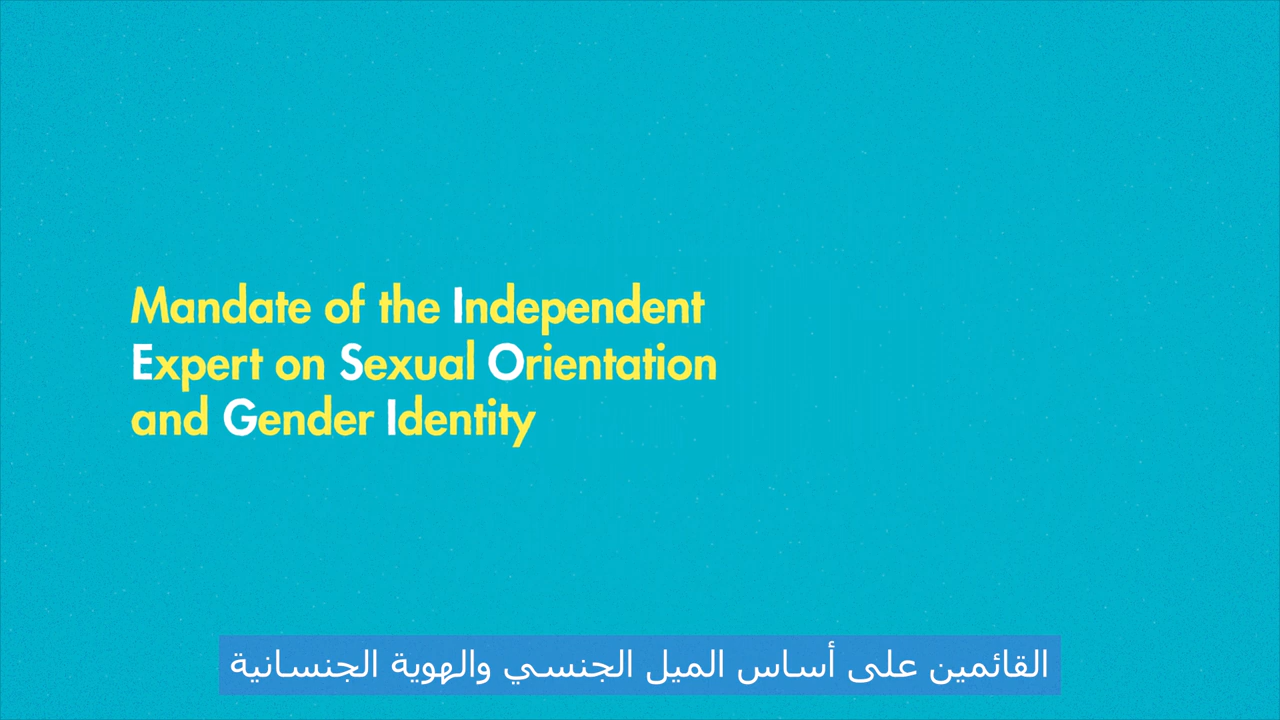 Mandate of the Independent
Expert on Sexual Orientation
and Gender Identity
القائمين على أساس الميل الجنسي والهوية الجنسانية